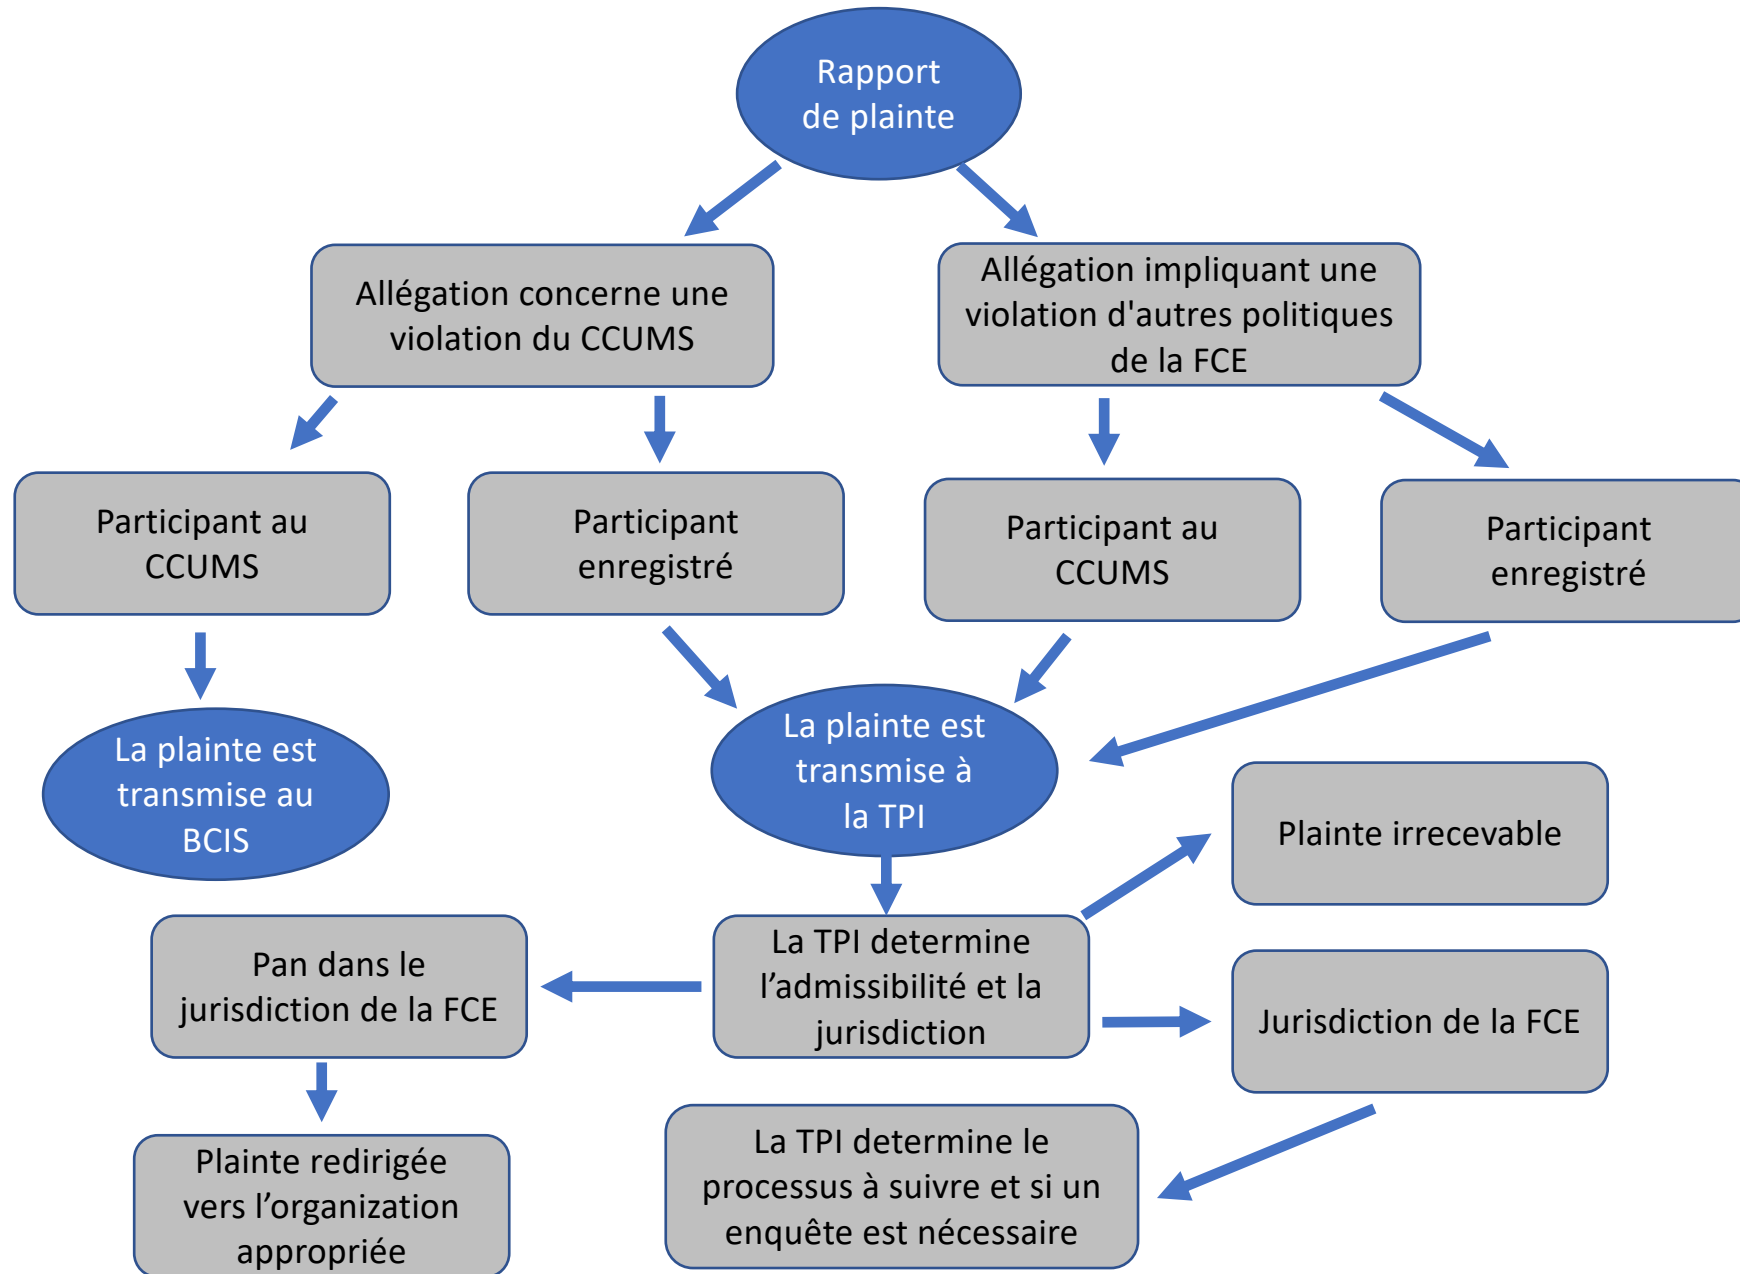 Rapport
de plainte
Allégation concerne une
violation du CCUMS
Allégation impliquant une
violation d'autres politiques
de la FCE
Participant au
CCUMS
Participant
enregistré
Participant au
CCUMS
Participant
enregistré
La plainte est
transmise au
BCIS
La plainte est
transmise à
la TPI
Plainte irrecevable
Pan dans le
jurisdiction de la FCE
La TPI determine
l’admissibilité et la
jurisdiction
Jurisdiction de la FCE
Plainte redirigée
vers l’organization
appropriée
La TPI determine le
processus à suivre et si un
enquête est nécessaire